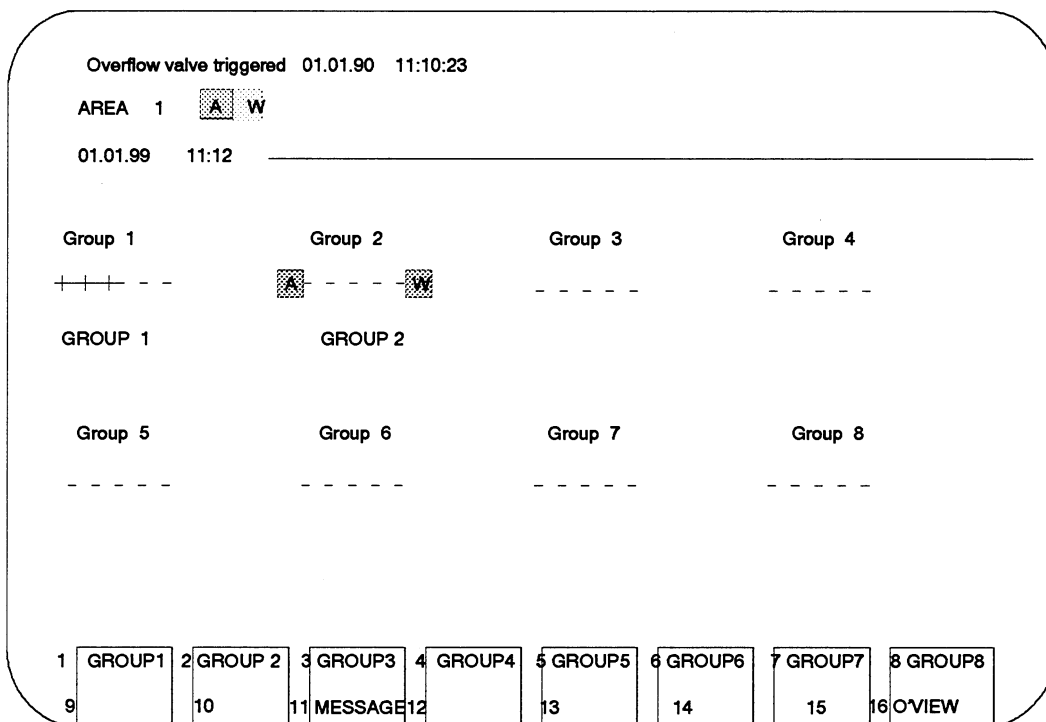 Overflow valve triggered 01.01.90 11:10:23
AREA 1 A W
01.01.99 11:12
Group 1 Group 2 Group 3 Group 4
A W
GROUP 1 GROUP 2
Group 5 Group 6 Group 7 Group 8
1 GROUP1 2 GROUP 2 3 GROUP3 4 GROUP4 5 GROUP5 6 GROUP6 7 GROUP7 8 GROUP8
9 10 11 MESSAGE 12 13 14 15 16 O'VIEW